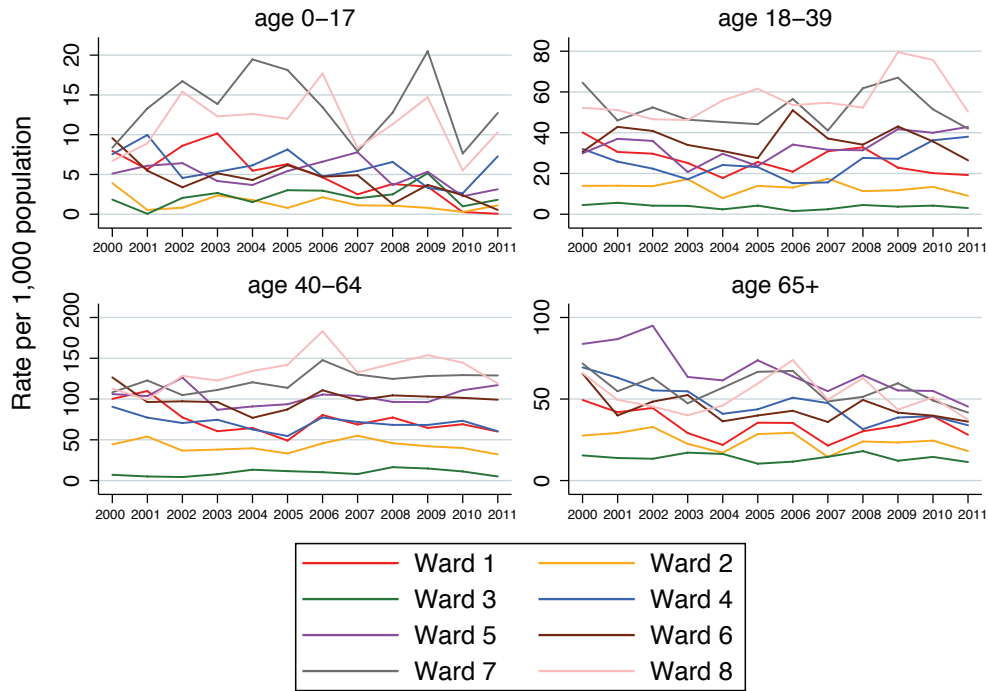 age 0–17 age 18–39
20 80
15 60
10 40
5 20
0 0
2000 2001 2002 2003 2004 2005 2006 2007 2008 2009 2010 2011 2000 2001 2002 2003 2004 2005 2006 2007 2008 2009 2010 2011
Rate per 1,000 population
age 40–64 age 65+
200 100
150
100 50
50
0 0
2000 2001 2002 2003 2004 2005 2006 2007 2008 2009 2010 2011 2000 2001 2002 2003 2004 2005 2006 2007 2008 2009 2010 2011
Ward 1 Ward 2
Ward 3 Ward 4
Ward 5 Ward 6
Ward 7 Ward 8